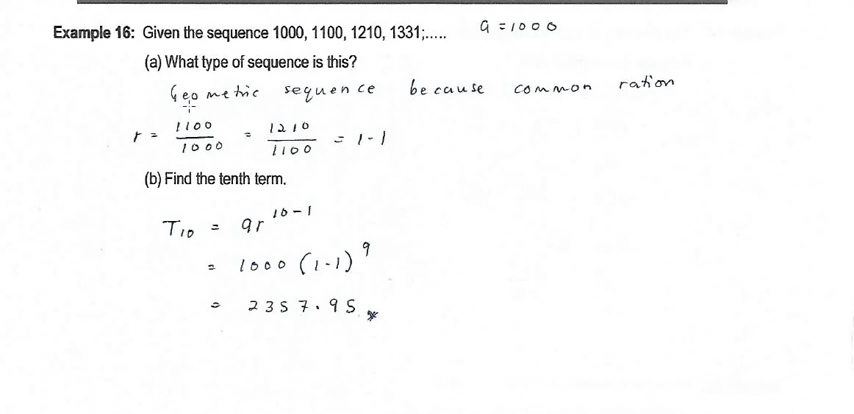 Example 16: Given the sequence 1000, 1100, 1210, 1331;..... a = 1000
(a) What type of sequence is this?
Geometric sequence because common ration
r = 1100/1000 = 1210/1100 = 1·1
(b) Find the tenth term.
T₁₀ = ar¹⁰⁻¹
= 1000 (1·1)⁹
= 2357.95